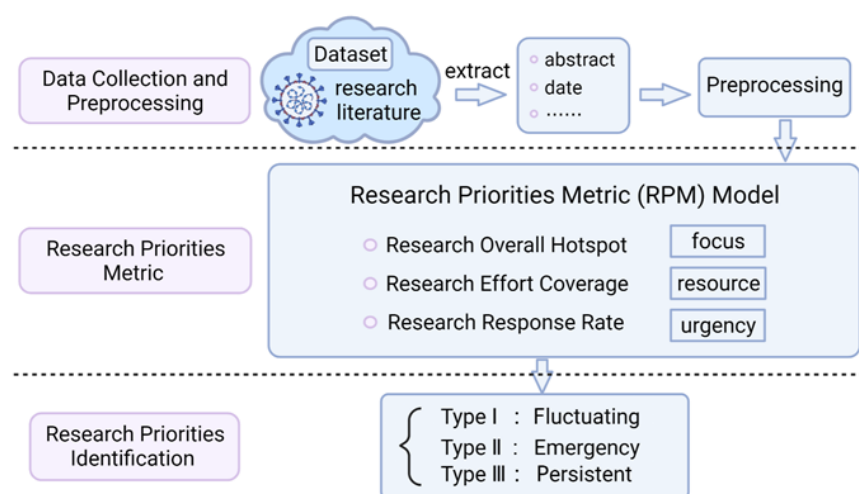 Data Collection and
Preprocessing
Dataset
research
literature
extract
abstract
date
······
Preprocessing
Research Priorities
Metric
Research Priorities Metric (RPM) Model
Research Overall Hotspot focus
Research Effort Coverage resource
Research Response Rate urgency
Research Priorities
Identification
Type Ⅰ : Fluctuating
Type Ⅱ : Emergency
Type Ⅲ : Persistent